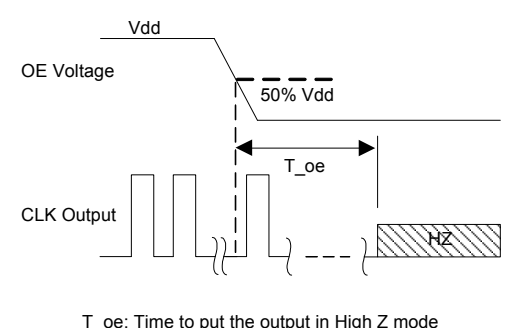 Vdd
OE Voltage
50% Vdd
T_oe
CLK Output
HZ
T_oe: Time to put the output in High Z mode